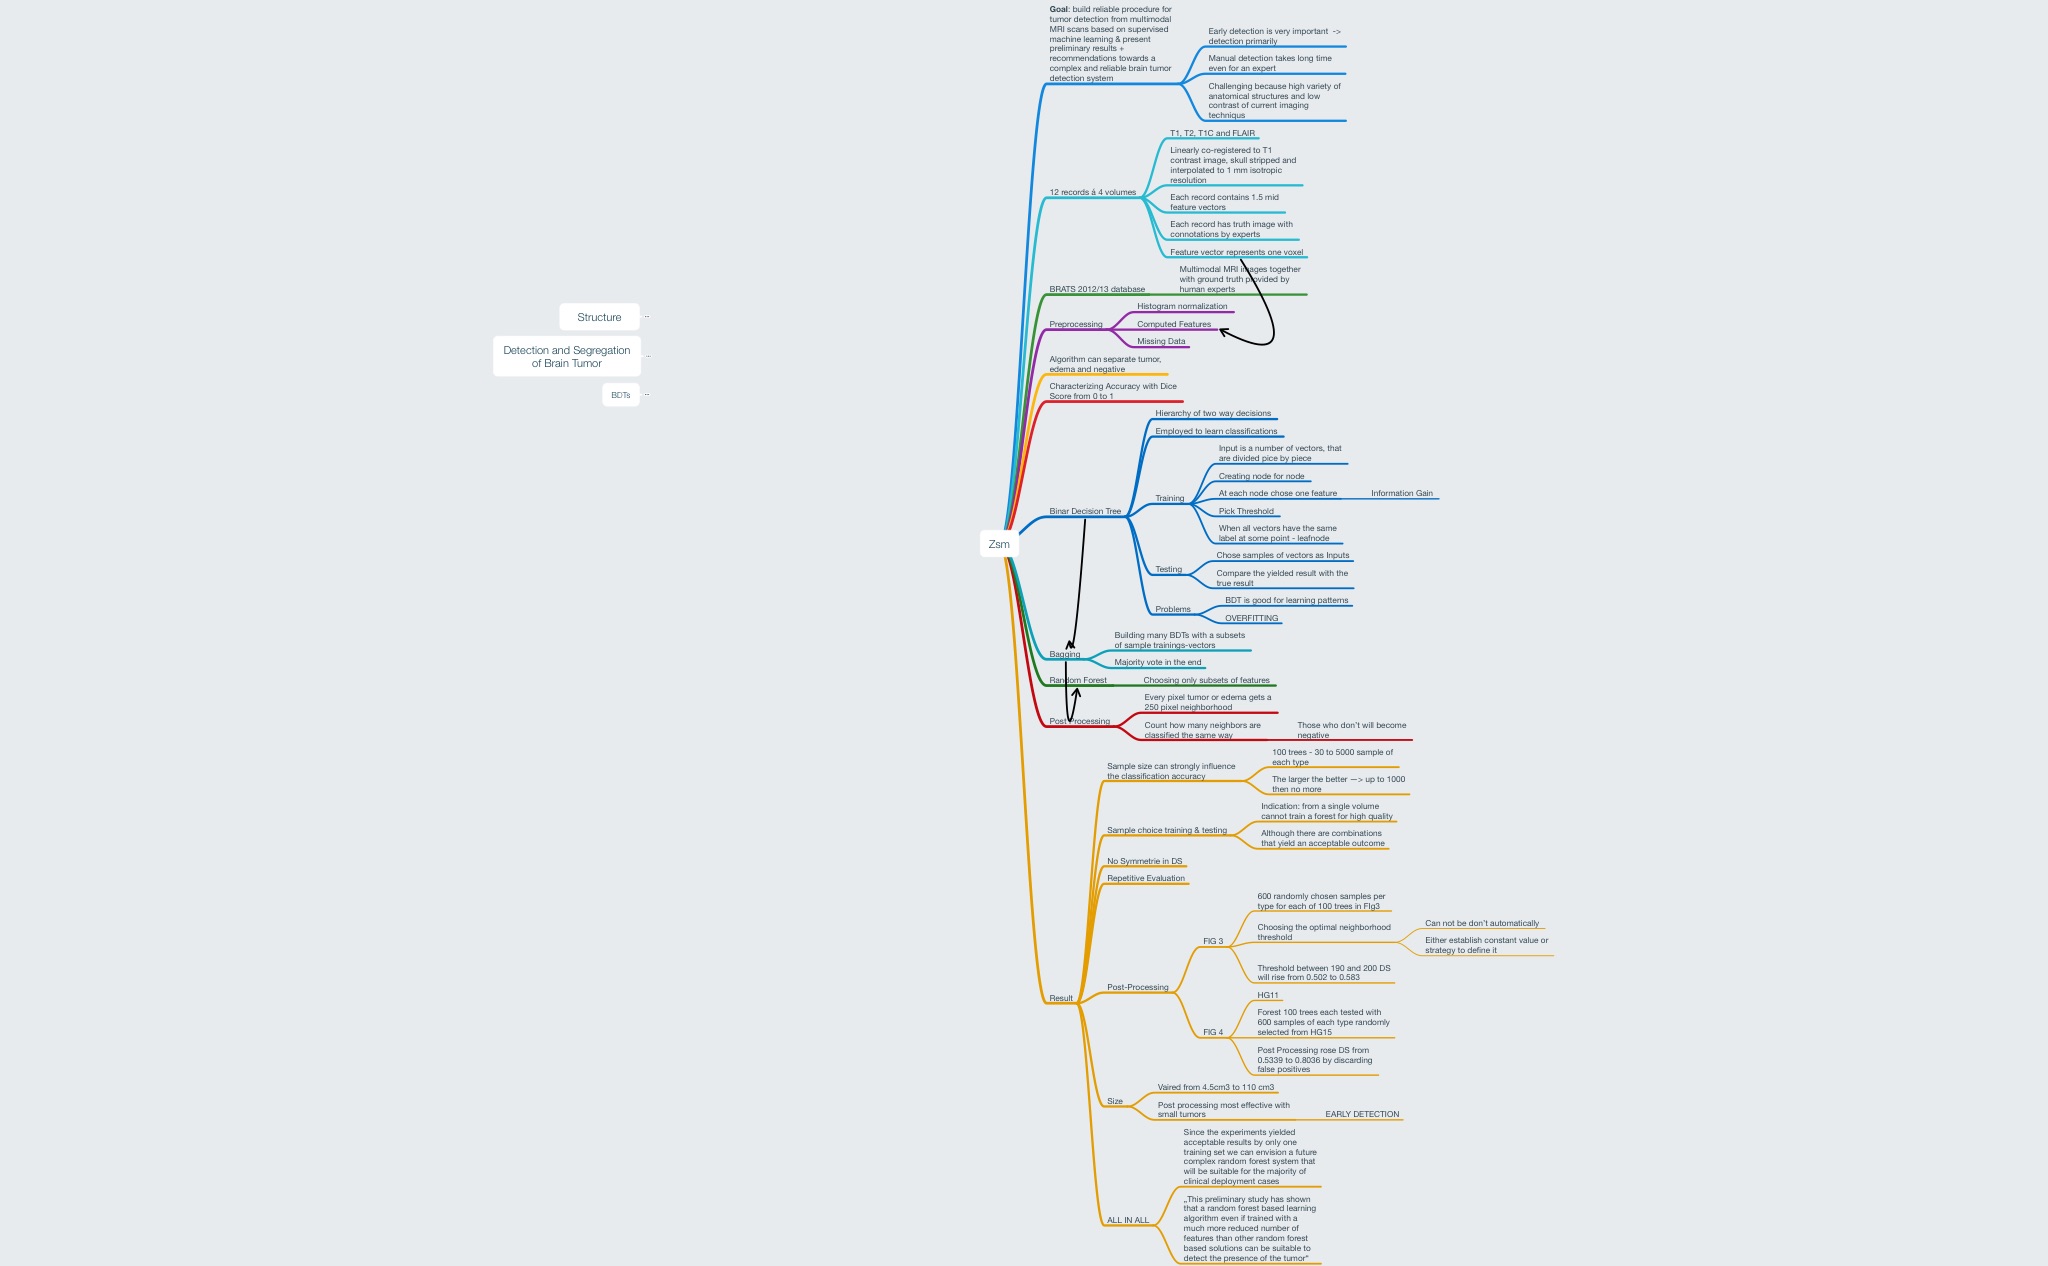 Structure
Detection and Segregation
of Brain Tumor
BDTs
Zsm
Goal: build reliable procedure for
tumor detection from multimodal
MRI scans based on supervised
machine learning & present
preliminary results +
recommendations towards a
complex and reliable brain tumor
detection system
Early detection is very important ->
detection primarily
Manual detection takes long time
even for an expert
Challenging because high variety of
anatomical structures and low
contrast of current imaging
techniqus
12 records á 4 volumes
T1, T2, T1C and FLAIR
Linearly co-registered to T1
contrast image, skull stripped and
interpolated to 1 mm isotropic
resolution
Each record contains 1.5 mid
feature vectors
Each record has truth image with
connotations by experts
Feature vector represents one voxel
BRATS 2012/13 database
Multimodal MRI images together
with ground truth provided by
human experts
Preprocessing
Histogram normalization
Computed Features
Missing Data
Algorithm can separate tumor,
edema and negative
Characterizing Accuracy with Dice
Score from 0 to 1
Binar Decision Tree
Hierarchy of two way decisions
Employed to learn classifications
Training
Input is a number of vectors, that
are divided pice by piece
Creating node for node
At each node chose one feature
Information Gain
Pick Threshold
When all vectors have the same
label at some point - leafnode
Testing
Chose samples of vectors as Inputs
Compare the yielded result with the
true result
Problems
BDT is good for learning patterns
OVERFITTING
Bagging
Building many BDTs with a subsets
of sample trainings-vectors
Majority vote in the end
Random Forest
Choosing only subsets of features
Post Processing
Every pixel tumor or edema gets a
250 pixel neighborhood
Count how many neighbors are
classified the same way
Those who don't will become
negative
Result
Sample size can strongly influence
the classification accuracy
100 trees - 30 to 5000 sample of
each type
The larger the better —> up to 1000
then no more
Sample choice training & testing
Indication: from a single volume
cannot train a forest for high quality
Although there are combinations
that yield an acceptable outcome
No Symmetrie in DS
Repetitive Evaluation
Post-Processing
FIG 3
600 randomly chosen samples per
type for each of 100 trees in FIg3
Choosing the optimal neighborhood
threshold
Can not be don't automatically
Either establish constant value or
strategy to define it
Threshold between 190 and 200 DS
will rise from 0.502 to 0.583
FIG 4
HG11
Forest 100 trees each tested with
600 samples of each type randomly
selected from HG15
Post Processing rose DS from
0.5339 to 0.8036 by discarding
false positives
Size
Vaired from 4.5cm3 to 110 cm3
Post processing most effective with
small tumors
EARLY DETECTION
ALL IN ALL
Since the experiments yielded
acceptable results by only one
training set we can envision a future
complex random forest system that
will be suitable for the majority of
clinical deployment cases
„This preliminary study has shown
that a random forest based learning
algorithm even if trained with a
much more reduced number of
features than other random forest
based solutions can be suitable to
detect the presence of the tumor"